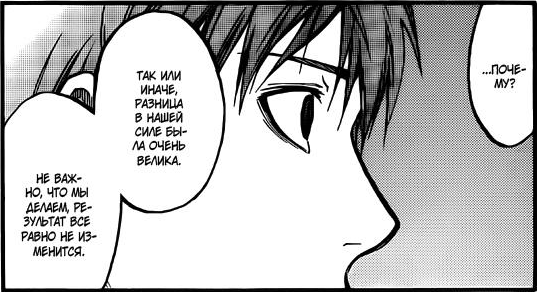 ...ПОЧЕ-
МУ?
ТАК ИЛИ
ИНАЧЕ,
РАЗНИЦА
В НАШЕЙ
СИЛЕ БЫ-
ЛА ОЧЕНЬ
ВЕЛИКА.
НЕ ВАЖ-
НО, ЧТО МЫ
ДЕЛАЕМ, РЕ-
ЗУЛЬТАТ ВСЕ
РАВНО НЕ ИЗ-
МЕНИТСЯ.